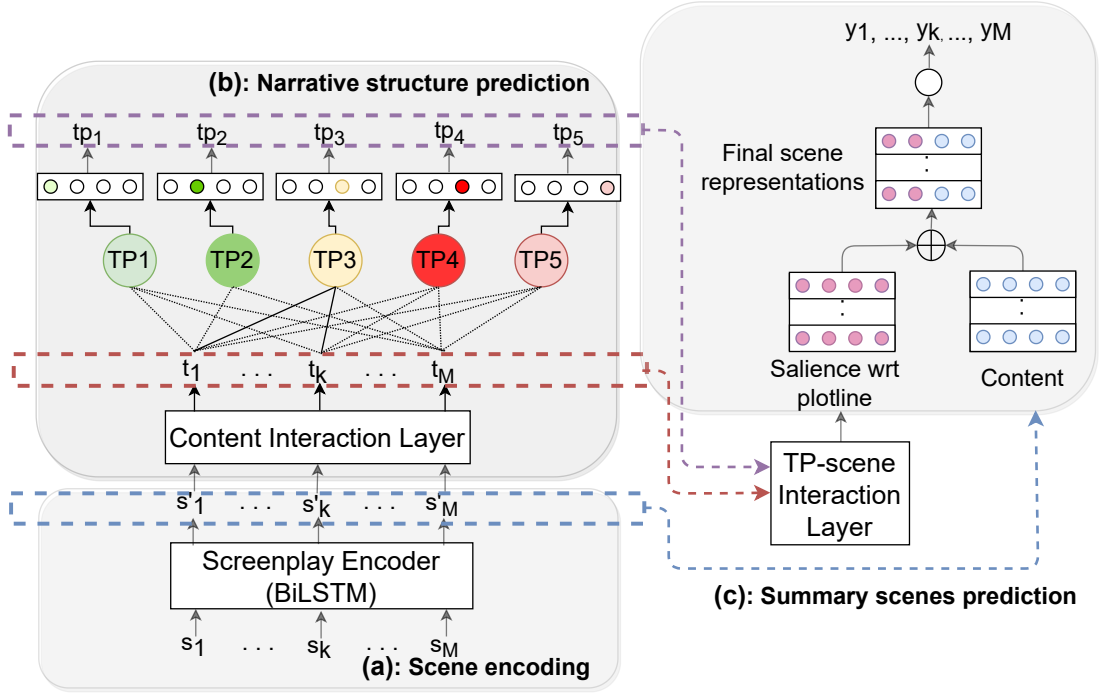 y1, ..., yk, ..., yM
(b): Narrative structure prediction
tp1 tp2 tp3 tp4 tp5
Final scene
representations
TP1 TP2 TP3 TP4 TP5
t1 . . . tk . . . tM
Salience wrt
plotline
Content
Content Interaction Layer
TP-scene
Interaction
Layer
s'1 . . . s'k . . . s'M
Screenplay Encoder
(BiLSTM)
(c): Summary scenes prediction
s1 . . . sk . . . sM
(a): Scene encoding